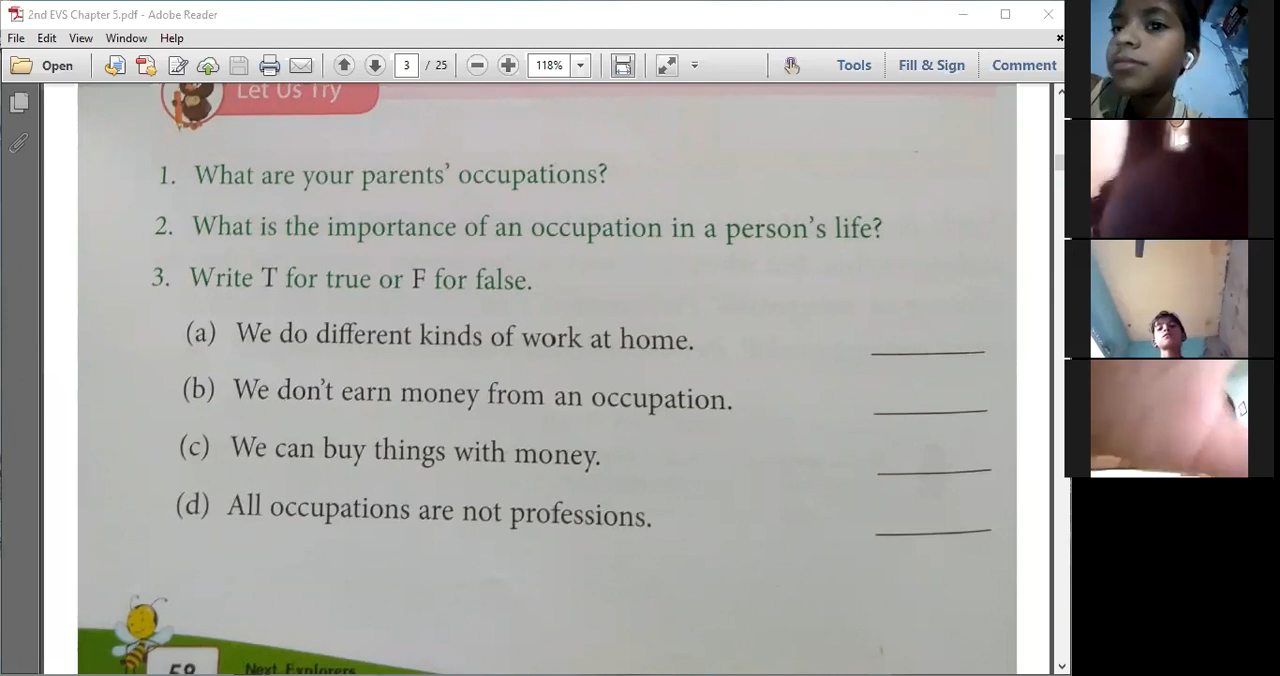 2nd EVS Chapter 5.pdf - Adobe Reader
File Edit View Window Help
Open 3 / 25 118% Tools Fill & Sign Comment
Let Us Try
1. What are your parents' occupations?
2. What is the importance of an occupation in a person's life?
3. Write T for true or F for false.
(a) We do different kinds of work at home.
(b) We don't earn money from an occupation.
(c) We can buy things with money.
(d) All occupations are not professions.
58 Next Explorers